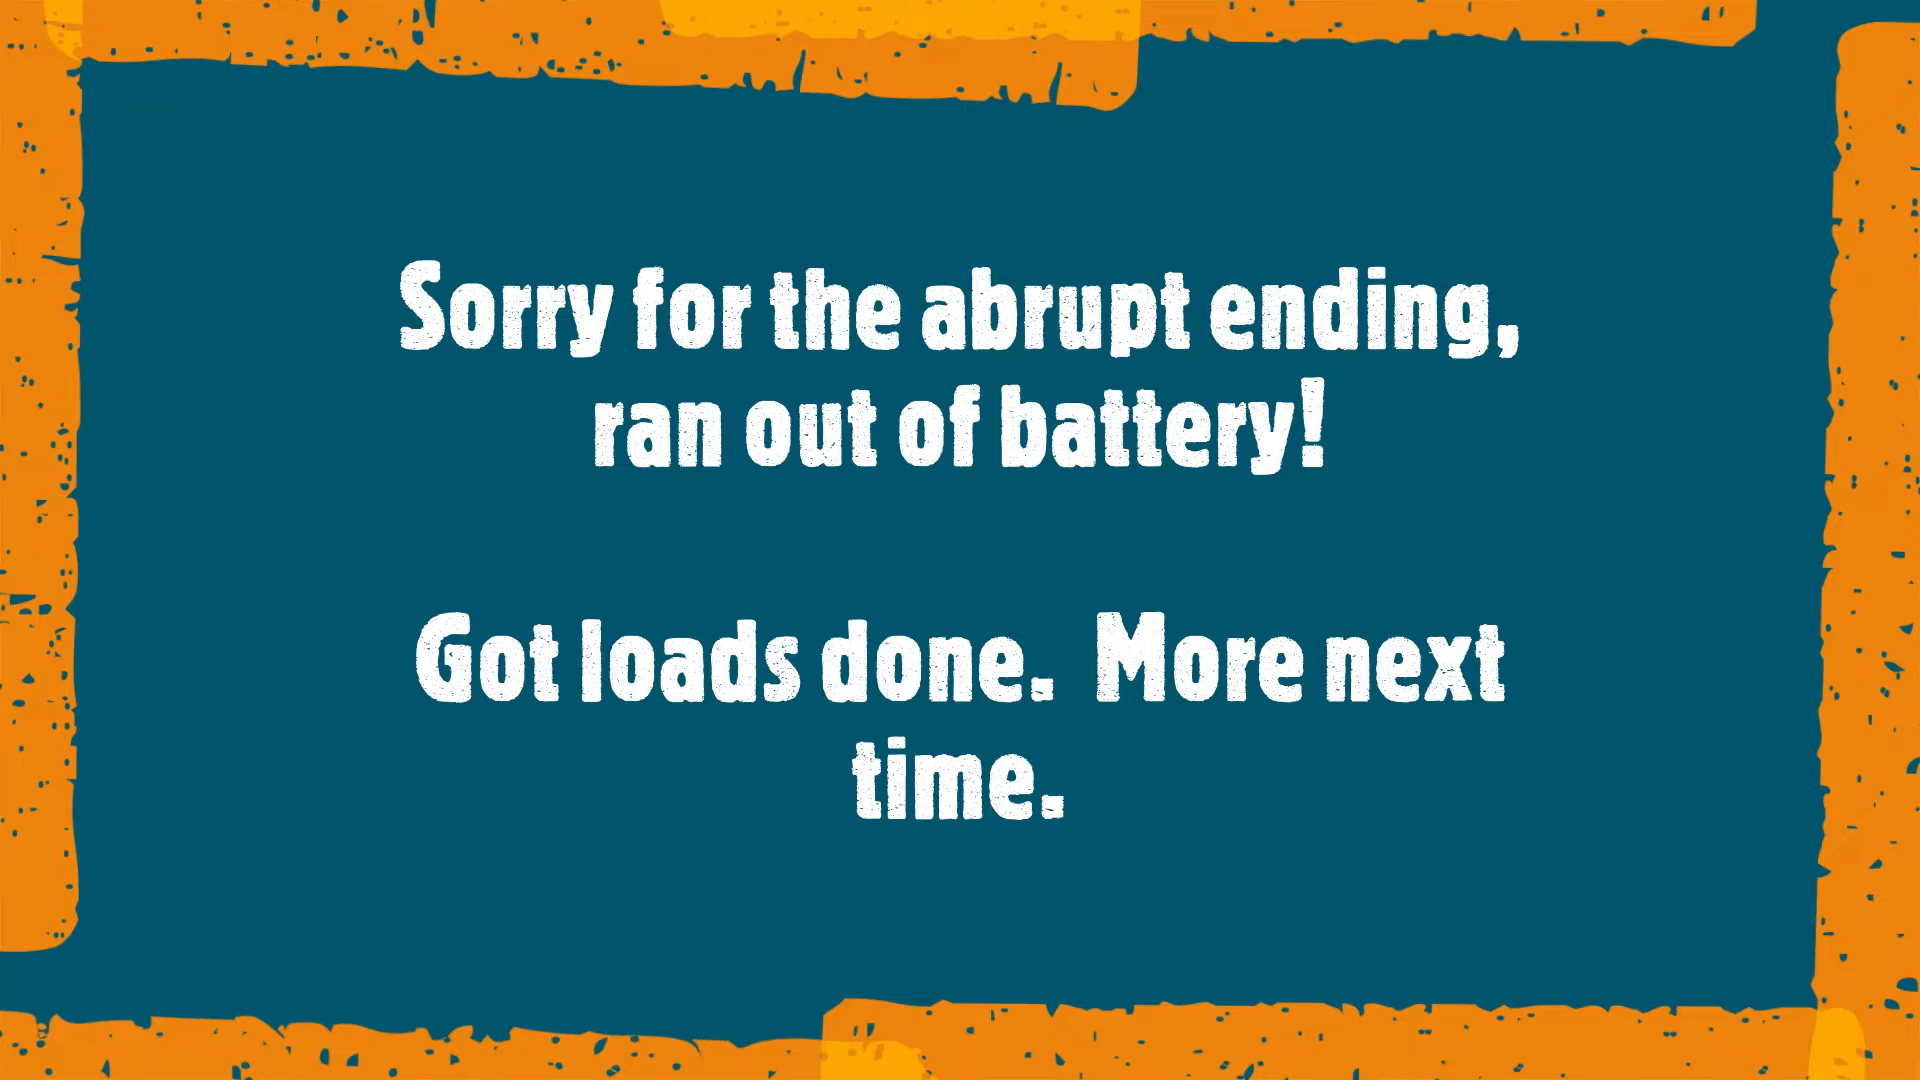 Sorry for the abrupt ending,
ran out of battery!
Got loads done.  More next
time.